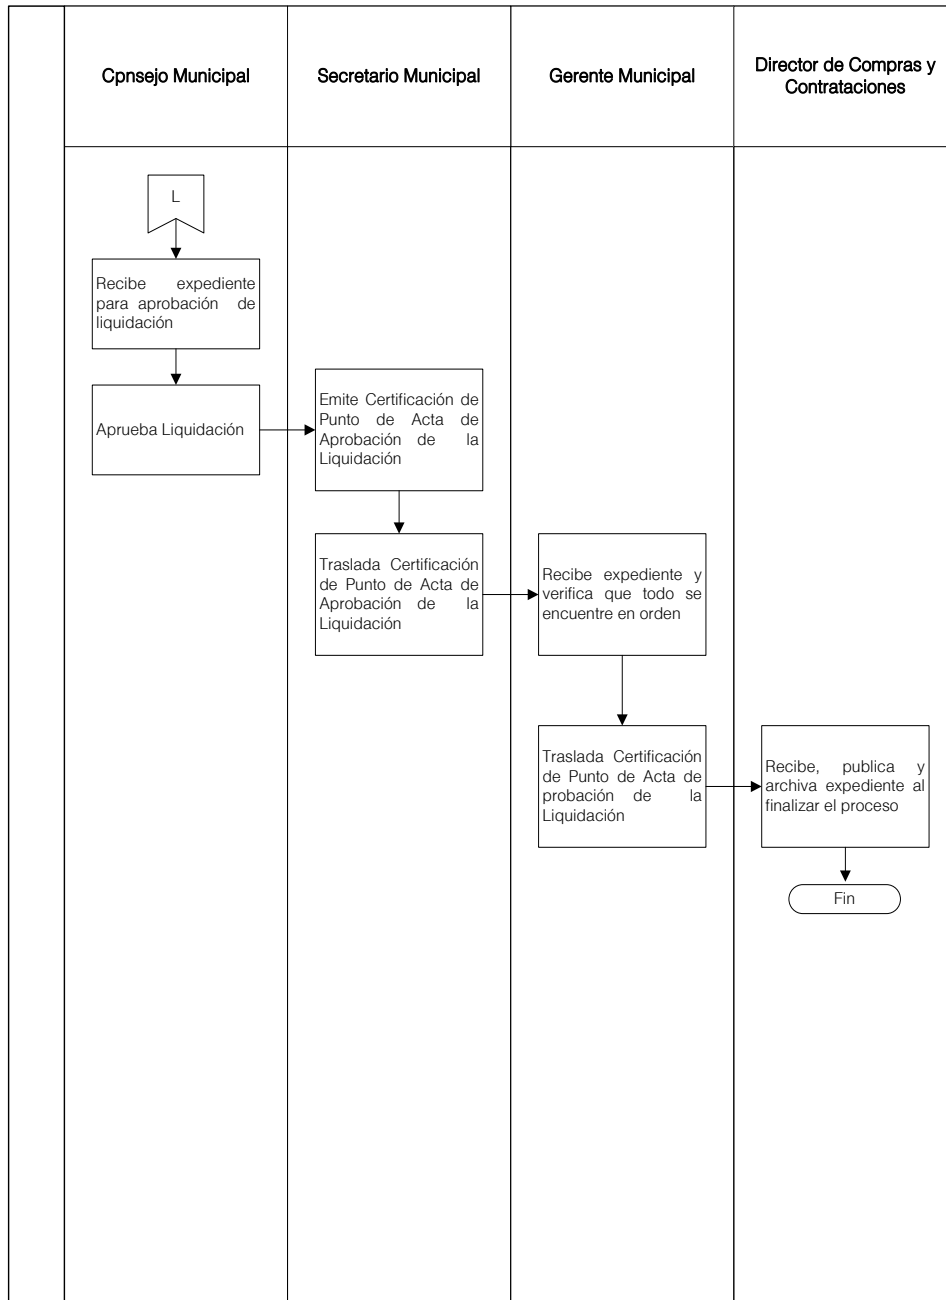 Cpnsejo Municipal
Secretario Municipal
Gerente Municipal
Director de Compras y
Contrataciones
L
Recibe expediente
para aprobación de
liquidación
Aprueba Liquidación
Emite Certificación de
Punto de Acta de
Aprobación de la
Liquidación
Traslada Certificación
de Punto de Acta de
Aprobación de la
Liquidación
Recibe expediente y
verifica que todo se
encuentre en orden
Traslada Certificación
de Punto de Acta de
probación de la
Liquidación
Recibe, publica y
archiva expediente al
finalizar el proceso
Fin